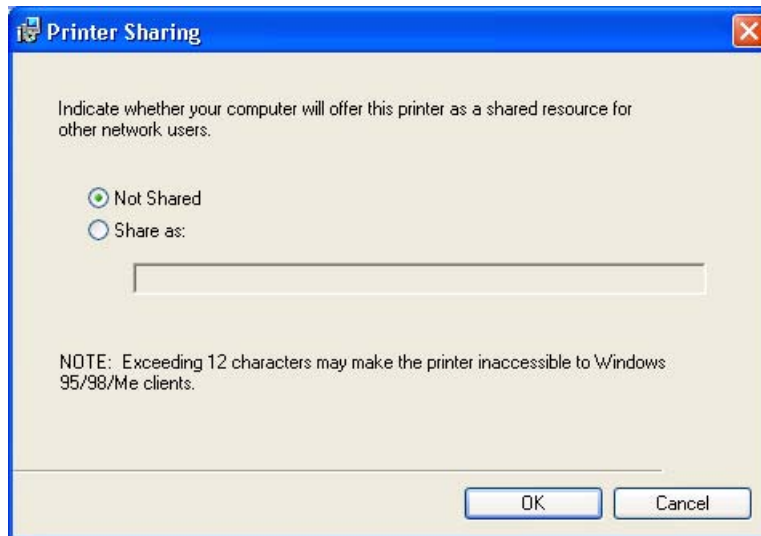 Printer Sharing
Indicate whether your computer will offer this printer as a shared resource for
other network users.
Not Shared
Share as:
NOTE:  Exceeding 12 characters may make the printer inaccessible to Windows
95/98/Me clients.
OK
Cancel